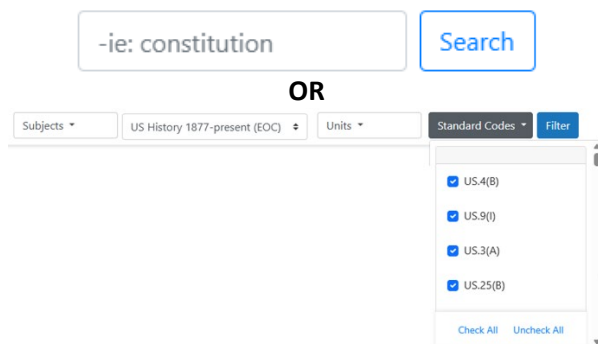 -ie: constitution Search
OR
Subjects US History 1877-present (EOC) Units Standard Codes Filter
US.4(B)
US.9(I)
US.3(A)
US.25(B)
Check All Uncheck All